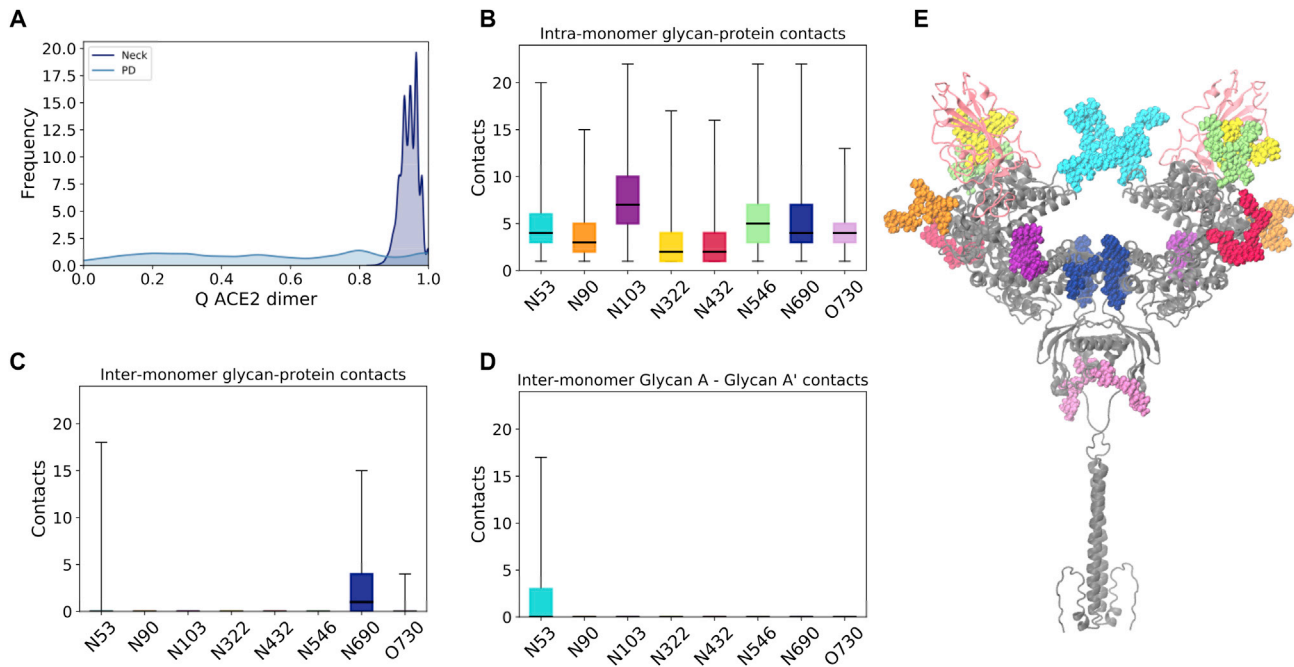 A
20.0
17.5
15.0
12.5
10.0
7.5
5.0
2.5
0.0
Frequency
Neck
PD
0.0 0.2 0.4 0.6 0.8 1.0
Q ACE2 dimer
B
Intra-monomer glycan-protein contacts
20
15
10
5
0
Contacts
N53 N90 N103 N322 N432 N546 N690 O730
E
C
Inter-monomer glycan-protein contacts
20
15
10
5
0
Contacts
N53 N90 N103 N322 N432 N546 N690 O730
D
Inter-monomer Glycan A - Glycan A' contacts
20
15
10
5
0
Contacts
N53 N90 N103 N322 N432 N546 N690 O730